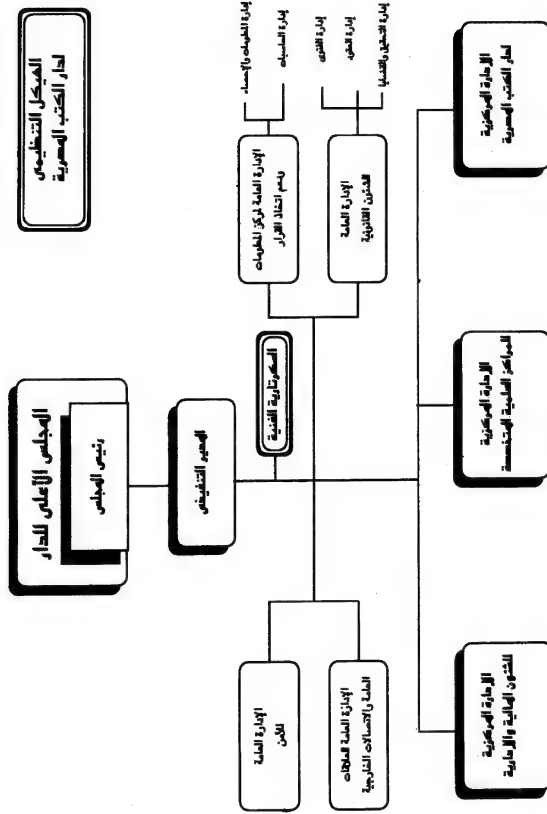 الهيكل التنظيمى
لدار الكتب المصرية
المجلس الأعلى للدار
رئيس المجلس
المدير التنفيذى
السكرتارية الفنية
إدارة المعلومات والإحصاء
إدارة الحاسبات
الإدارة العامة لمركز المعلومات
ودعم اتخاذ القرار
إدارة الفتوى
إدارة العقود
إدارة التحقيق والقضايا
الإدارة العامة
للشئون القانونية
الإدارة العامة
للأمن
الإدارة العامة للعلاقات
العامة والاتصالات الخارجية
الإدارة المركزية
لدار الكتب المصرية
الإدارة المركزية
للمراكز العلمية المتخصصة
الإدارة المركزية
للشئون المالية والإدارية